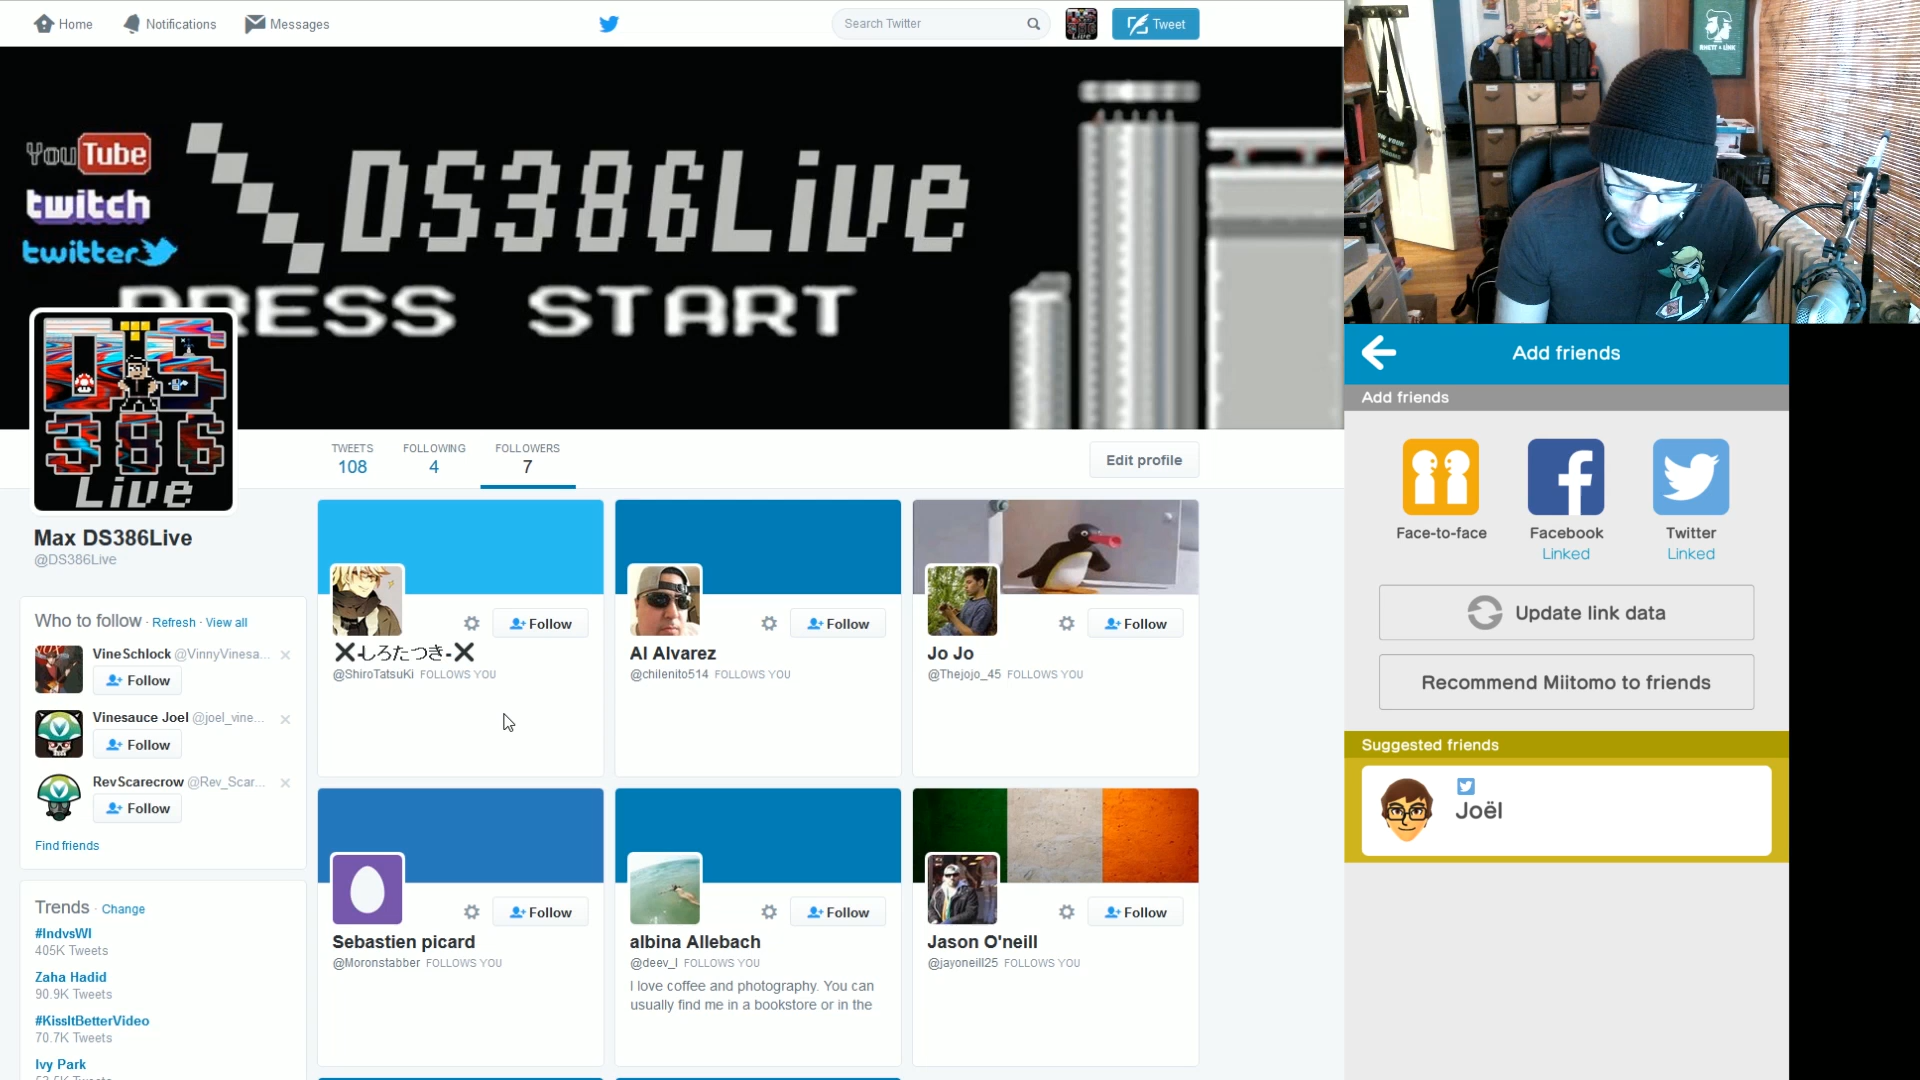 Home
Notifications
Messages
Search Twitter
Tweet
YouTube
twitch
twitter
DS386Live
PRESS START
DS
386
Live
TWEETS
108
FOLLOWING
4
FOLLOWERS
7
Edit profile
Max DS386Live
@DS386Live
Who to follow · Refresh · View all
VineSchlock @VinnyVinesa...
Follow
Vinesauce Joel @joel_vine...
Follow
RevScarecrow @Rev_Scar...
Follow
Find friends
Trends · Change
#IndvsWI
405K Tweets
Zaha Hadid
90.9K Tweets
#KissItBetterVideo
70.7K Tweets
Ivy Park
Follow
❌-しろたつき-❌
@ShiroTatsuKi FOLLOWS YOU
Follow
Al Alvarez
@chilenito514 FOLLOWS YOU
Follow
Jo Jo
@Thejojo_45 FOLLOWS YOU
Follow
Sebastien picard
@Moronstabber FOLLOWS YOU
Follow
albina Allebach
@deev_l FOLLOWS YOU
I love coffee and photography. You can
usually find me in a bookstore or in the
Follow
Jason O'neill
@jayoneill25 FOLLOWS YOU
RHETT & LINK
Add friends
Add friends
Face-to-face
Facebook
Linked
Twitter
Linked
Update link data
Recommend Miitomo to friends
Suggested friends
Joël